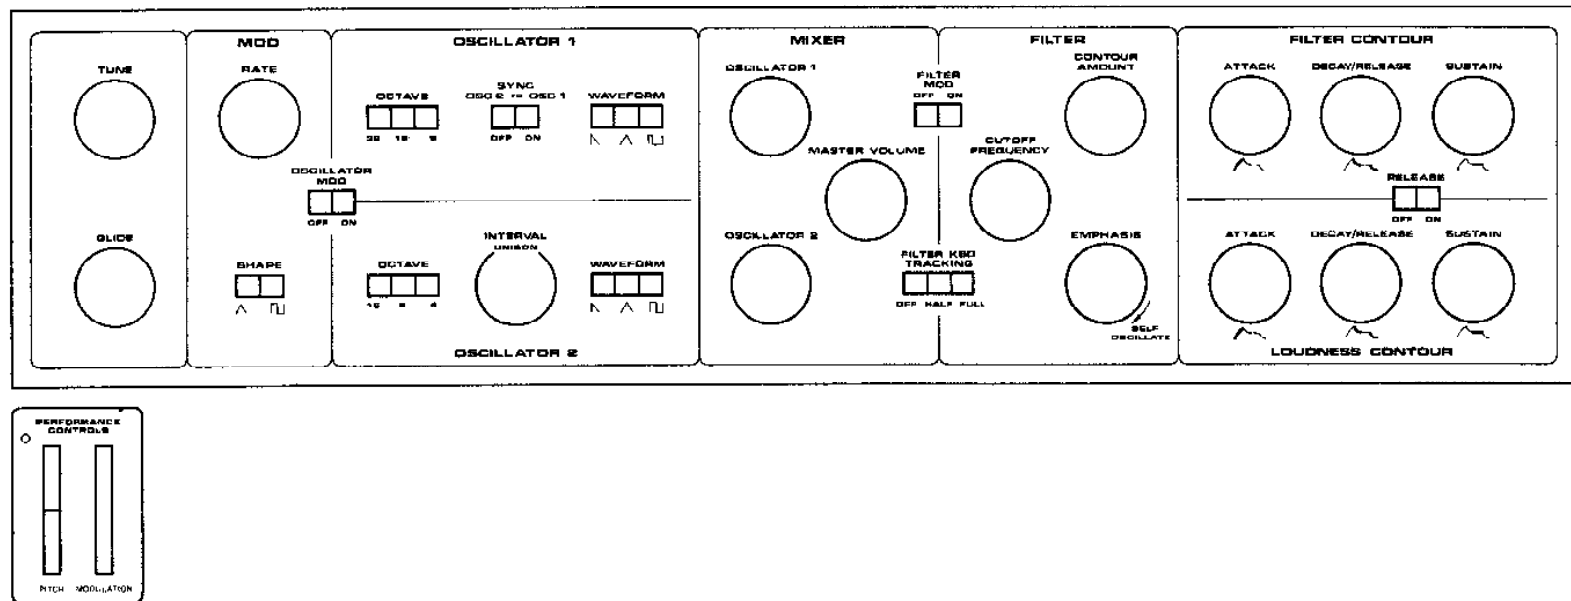 TUNE
GLIDE
MOD
RATE
OSCILLATOR
MOD
OFF ON
SHAPE
OSCILLATOR 1
OCTAVE
32 16 8
SYNC
OSC 2 TO OSC 1
OFF ON
WAVEFORM
OCTAVE
16 8 4
INTERVAL
UNISON
WAVEFORM
OSCILLATOR 2
MIXER
OSCILLATOR 1
MASTER VOLUME
OSCILLATOR 2
FILTER
MOD
OFF ON
FILTER KBD
TRACKING
OFF HALF FULL
FILTER
CONTOUR
AMOUNT
CUTOFF
FREQUENCY
EMPHASIS
SELF
OSCILLATE
FILTER CONTOUR
ATTACK DECAY/RELEASE SUSTAIN
RELEASE
OFF ON
ATTACK DECAY/RELEASE SUSTAIN
LOUDNESS CONTOUR
PERFORMANCE
CONTROLS
PITCH MODULATION